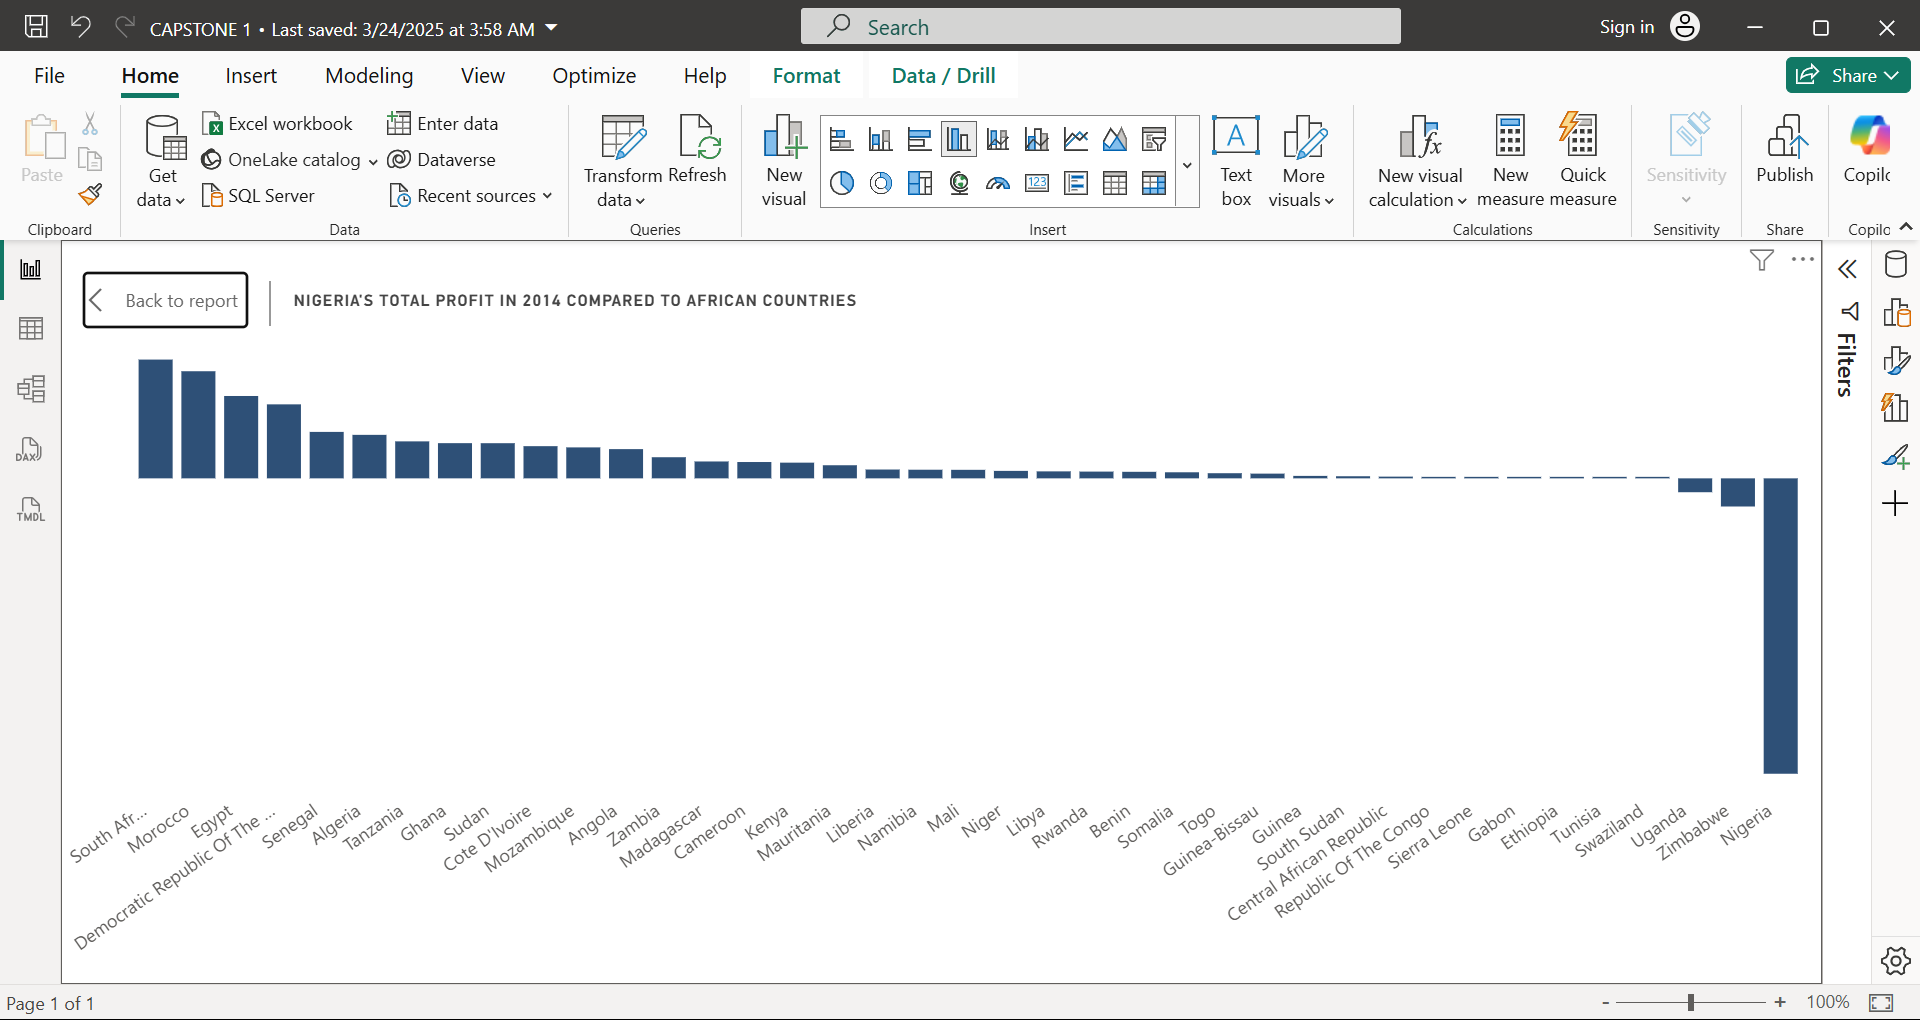 CAPSTONE 1 • Last saved: 3/24/2025 at 3:58 AM
Search
Sign in
File
Home
Insert
Modeling
View
Optimize
Help
Format
Data / Drill
Share
Paste
Clipboard
Get data
Excel workbook
OneLake catalog
SQL Server
Enter data
Dataverse
Recent sources
Data
Transform data
Refresh
Queries
New visual
123
A
Text box
More visuals
Insert
New visual calculation
fx
New measure
Quick measure
Calculations
Sensitivity
Sensitivity
Publish
Share
Copilc
Copilc
DAX
TMDL
Back to report
NIGERIA'S TOTAL PROFIT IN 2014 COMPARED TO AFRICAN COUNTRIES
South Afr...
Morocco
Egypt
Democratic Republic Of The ...
Senegal
Algeria
Tanzania
Ghana
Sudan
Cote D'Ivoire
Mozambique
Angola
Zambia
Madagascar
Cameroon
Kenya
Mauritania
Liberia
Namibia
Mali
Niger
Libya
Rwanda
Benin
Somalia
Togo
Guinea-Bissau
Guinea
South Sudan
Central African Republic
Republic Of The Congo
Sierra Leone
Gabon
Ethiopia
Tunisia
Swaziland
Uganda
Zimbabwe
Nigeria
Filters
Page 1 of 1
- + 100%